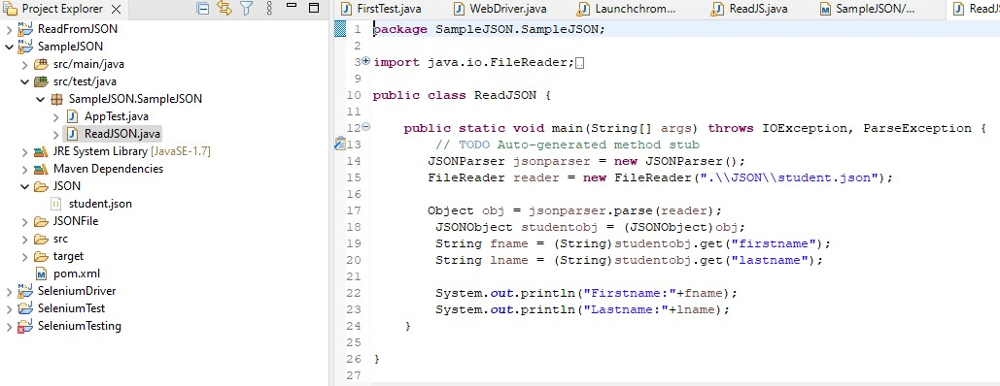 Project Explorer
ReadFromJSON
SampleJSON
src/main/java
src/test/java
SampleJSON.SampleJSON
AppTest.java
ReadJSON.java
JRE System Library [JavaSE-1.7]
Maven Dependencies
JSON
student.json
JSONFile
src
target
pom.xml
SeleniumDriver
SeleniumTest
SeleniumTesting
FirstTest.java WebDriver.java Launchchrom... ReadJS.java SampleJSON/... ReadJS
1 package SampleJSON.SampleJSON;
2
3 import java.io.FileReader;
9
10 public class ReadJSON {
11
12 public static void main(String[] args) throws IOException, ParseException {
13 // TODO Auto-generated method stub
14 JSONParser jsonparser = new JSONParser();
15 FileReader reader = new FileReader(".\\JSON\\student.json");
16
17 Object obj = jsonparser.parse(reader);
18 JSONObject studentobj = (JSONObject)obj;
19 String fname = (String)studentobj.get("firstname");
20 String lname = (String)studentobj.get("lastname");
21
22 System.out.println("Firstname:"+fname);
23 System.out.println("Lastname:"+lname);
24 }
25
26 }
27